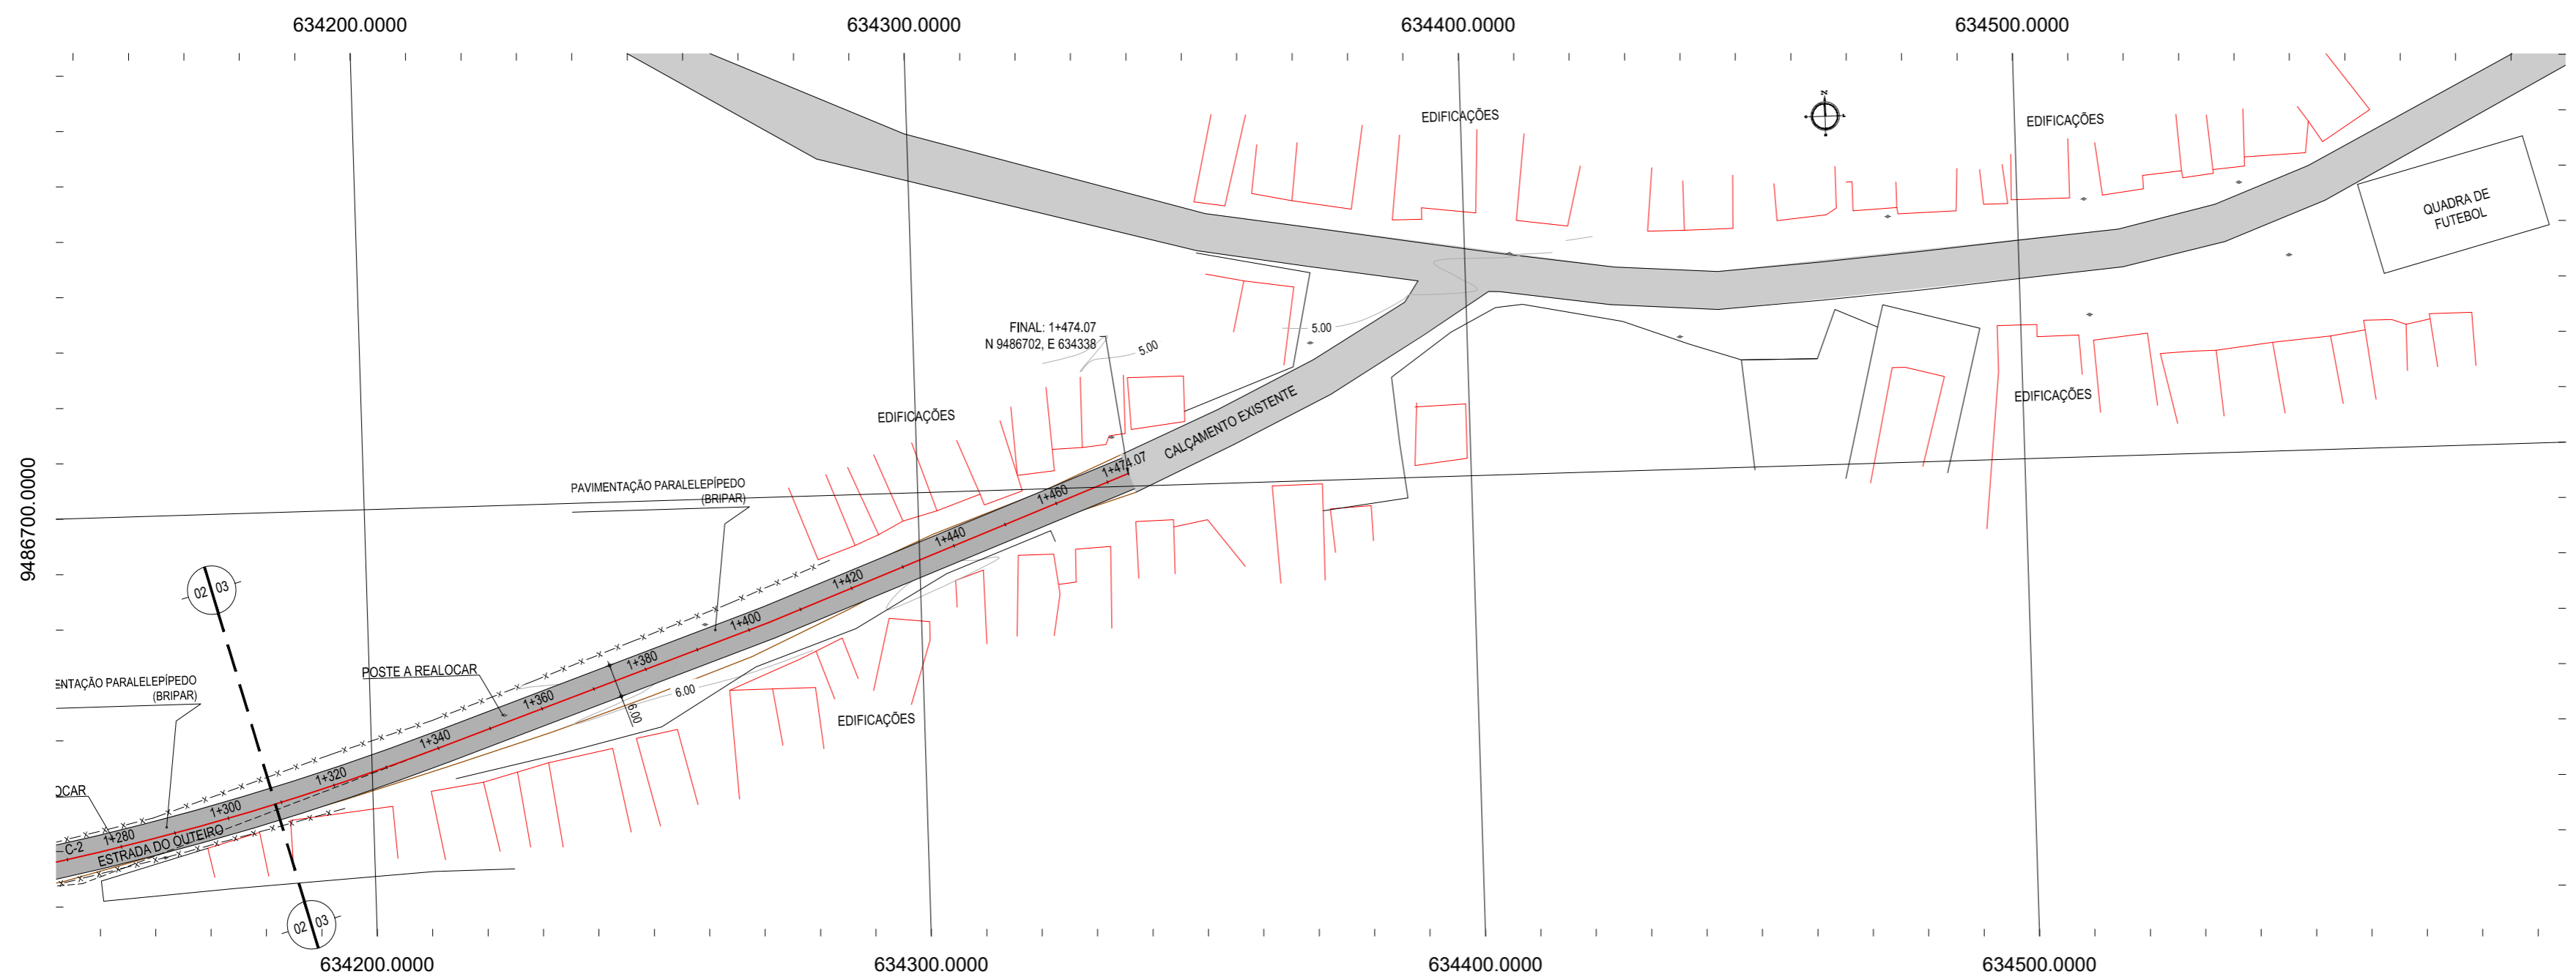 634200.0000
634300.0000
634400.0000
634500.0000
N
EDIFICAÇÕES
EDIFICAÇÕES
QUADRA DE
FUTEBOL
FINAL: 1+474.07
N 9486702, E 634338
5.00
5.00
EDIFICAÇÕES
CALÇAMENTO EXISTENTE
EDIFICAÇÕES
9486700.0000
PAVIMENTAÇÃO PARALELEPÍPEDO
(BRIPAR)
1+474.07
1+460
1+440
1+420
1+400
1+380
1+360
1+340
1+320
1+300
1+280
C-2
ESTRADA DO OUTEIRO
02 03
POSTE A REALOCAR
ENTAÇÃO PARALELEPÍPEDO
(BRIPAR)
OCAR
6.00
6.00
EDIFICAÇÕES
02 03
634200.0000
634300.0000
634400.0000
634500.0000